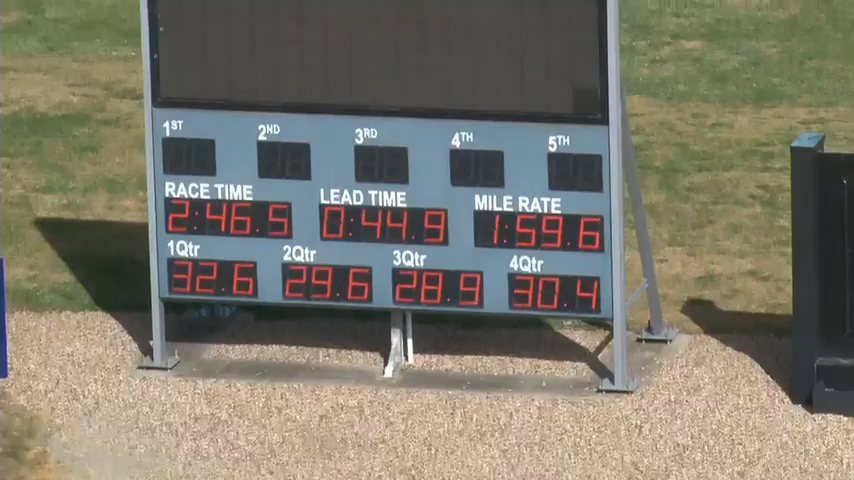 1ST 2ND 3RD 4TH 5TH
RACE TIME LEAD TIME MILE RATE
2:46.5 0:44.9 1:59.6
1Qtr 2Qtr 3Qtr 4Qtr
32.6 29.6 28.9 30.4